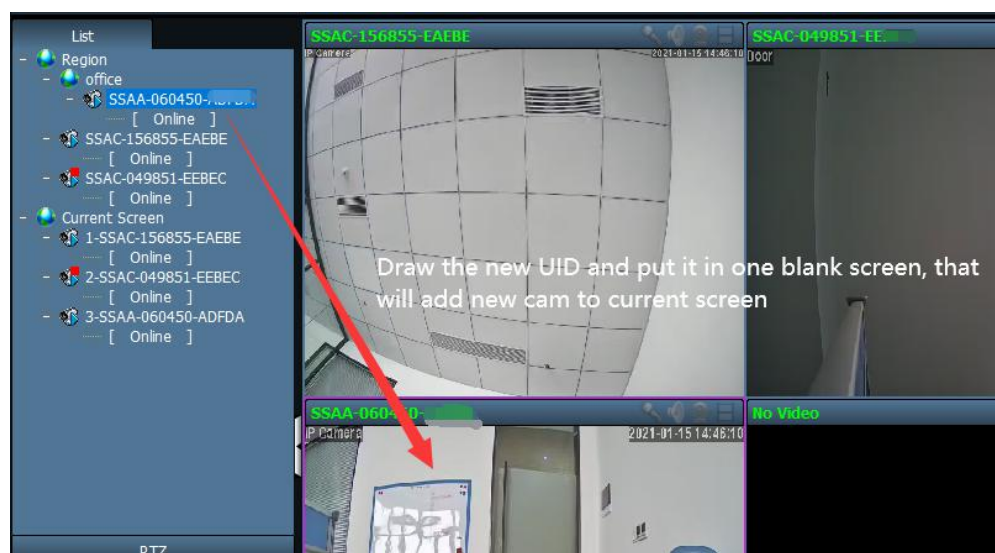 List
Region
office
SSAA-060450-
[ Online ]
SSAC-156855-EAEBE
[ Online ]
SSAC-049851-EEBEC
[ Online ]
Current Screen
1-SSAC-156855-EAEBE
[ Online ]
2-SSAC-049851-EEBEC
[ Online ]
3-SSAA-060450-ADFDA
[ Online ]
PTZ
SSAC-156855-EAEBE
IP Camera
2021-01-15 14:46:10
SSAC-049851-EE
Door
Draw the new UID and put it in one blank screen, that
will add new cam to current screen
SSAA-060450-
IP Camera
2021-01-15 14:46:10
No Video